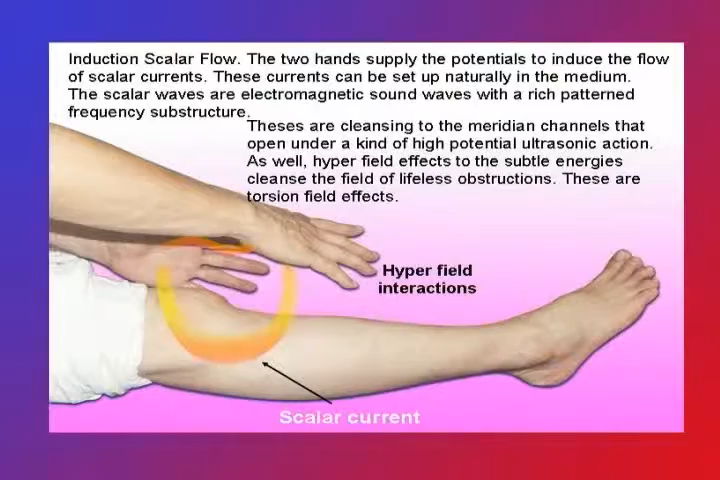 Induction Scalar Flow. The two hands supply the potentials to induce the flow
of scalar currents. These currents can be set up naturally in the medium.
The scalar waves are electromagnetic sound waves with a rich patterned
frequency substructure.
Theses are cleansing to the meridian channels that
open under a kind of high potential ultrasonic action.
As well, hyper field effects to the subtle energies
cleanse the field of lifeless obstructions. These are
torsion field effects.
Hyper field
interactions
Scalar current